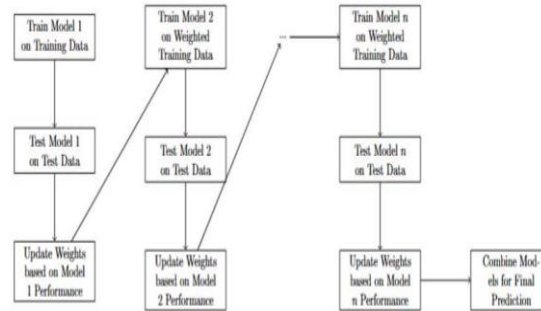 Train Model 1
on Training Data
Test Model 1
on Test Data
Update Weights
based on Model
1 Performance
Train Model 2
on Weighted
Training Data
Test Model 2
on Test Data
Update Weights
based on Model
2 Performance
...
Train Model n
on Weighted
Training Data
Test Model n
on Test Data
Update Weights
based on Model
n Performance
Combine Mod-
els for Final
Prediction